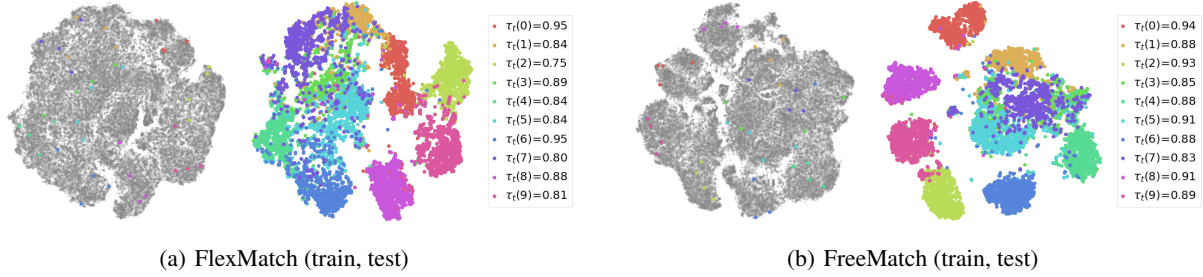 τt(0)=0.95
τt(1)=0.84
τt(2)=0.75
τt(3)=0.89
τt(4)=0.84
τt(5)=0.84
τt(6)=0.95
τt(7)=0.80
τt(8)=0.88
τt(9)=0.81
(a) FlexMatch (train, test)
τt(0)=0.94
τt(1)=0.88
τt(2)=0.93
τt(3)=0.85
τt(4)=0.88
τt(5)=0.91
τt(6)=0.88
τt(7)=0.83
τt(8)=0.91
τt(9)=0.89
(b) FreeMatch (train, test)